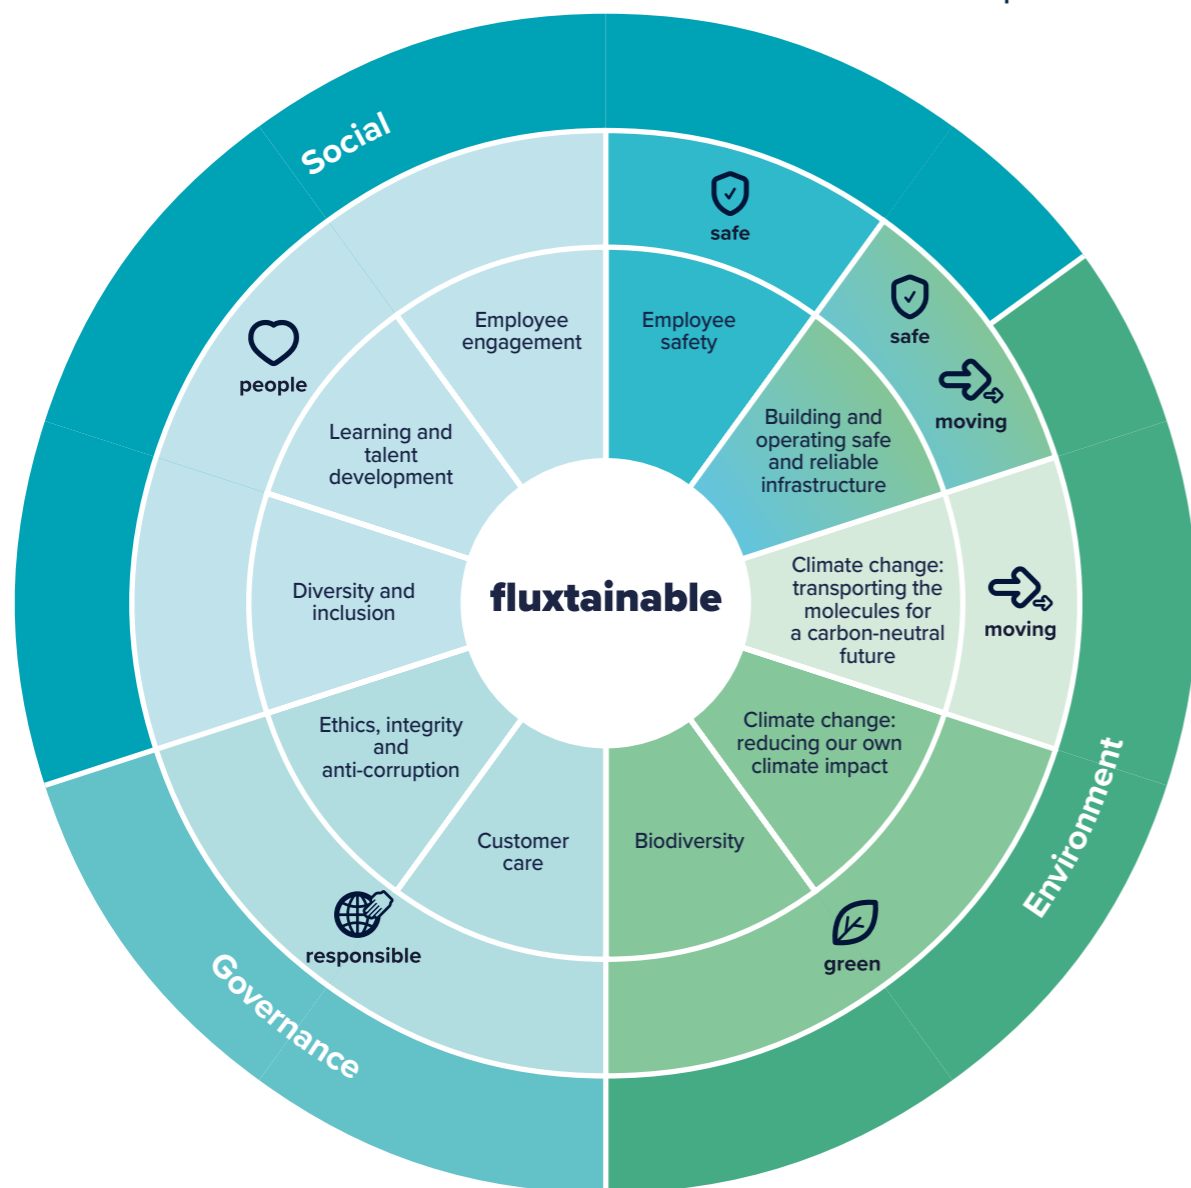 Social
safe
safe
moving
people
Employee
engagement
Employee
safety
Learning and
talent
development
Building and
operating safe
and reliable
infrastructure
Diversity and
inclusion
fluxtainable
Climate change:
transporting the
molecules for
a carbon-neutral
future
moving
Ethics, integrity
and
anti-corruption
Climate change:
reducing our own
climate impact
Customer
care
Biodiversity
responsible
green
Governance
Environment